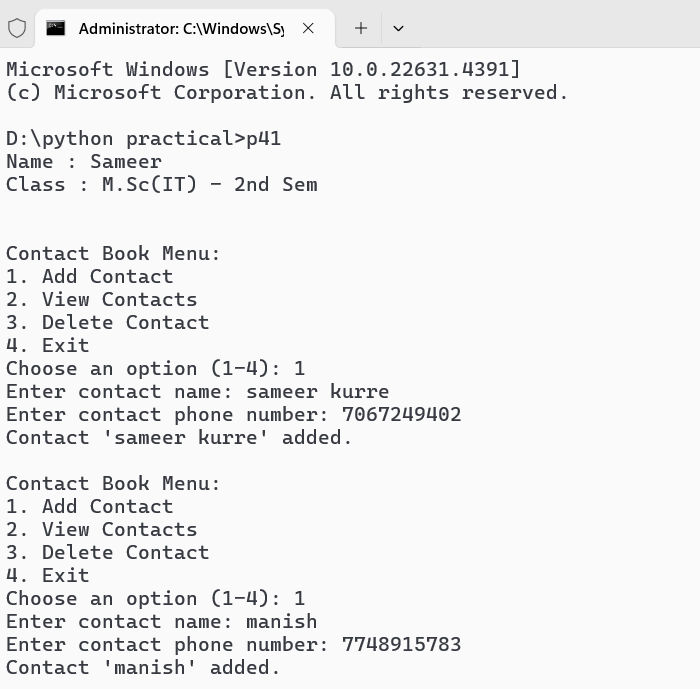 Administrator: C:\Windows\Sy
Microsoft Windows [Version 10.0.22631.4391]
(c) Microsoft Corporation. All rights reserved.
D:\python practical>p41
Name : Sameer
Class : M.Sc(IT) - 2nd Sem
Contact Book Menu:
1. Add Contact
2. View Contacts
3. Delete Contact
4. Exit
Choose an option (1-4): 1
Enter contact name: sameer kurre
Enter contact phone number: 7067249402
Contact 'sameer kurre' added.
Contact Book Menu:
1. Add Contact
2. View Contacts
3. Delete Contact
4. Exit
Choose an option (1-4): 1
Enter contact name: manish
Enter contact phone number: 7748915783
Contact 'manish' added.